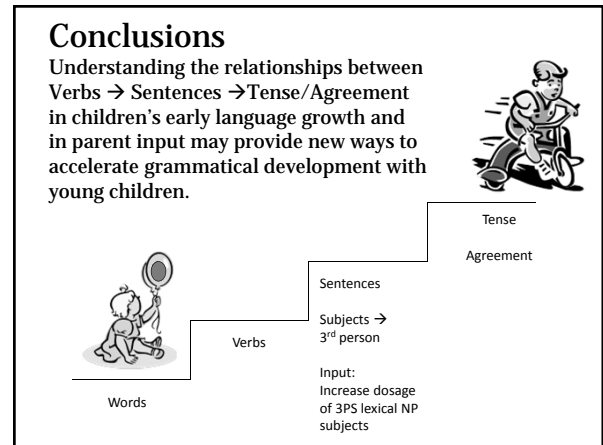 Conclusions
Understanding the relationships between
Verbs → Sentences →Tense/Agreement
in children's early language growth and
in parent input may provide new ways to
accelerate grammatical development with
young children.
Words
Verbs
Sentences
Subjects →
3rd person
Input:
Increase dosage
of 3PS lexical NP
subjects
Tense
Agreement